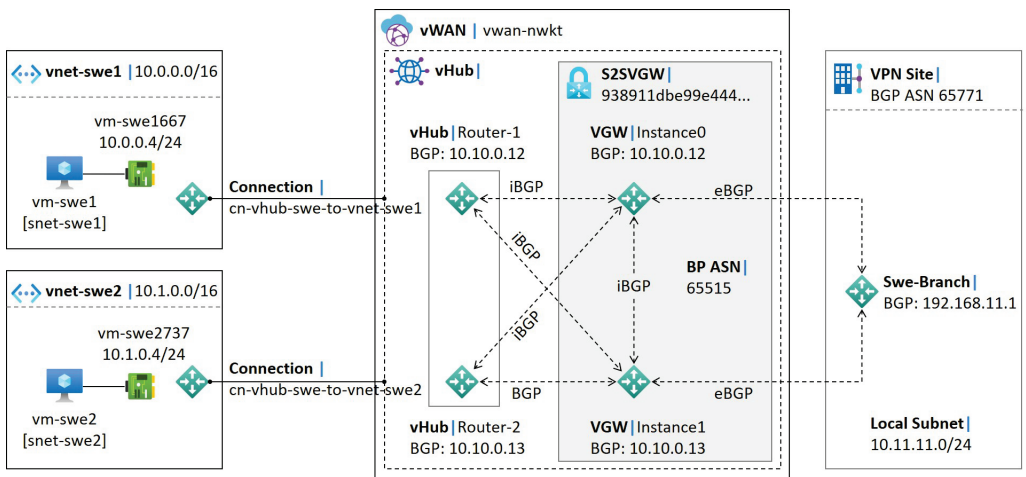 vWAN | vwan-nwkt
vnet-swe1 | 10.0.0.0/16
vm-swe1667
10.0.0.4/24
vm-swe1
[snet-swe1]
Connection |
cn-vhub-swe-to-vnet-swe1
vnet-swe2 | 10.1.0.0/16
vm-swe2737
10.1.0.4/24
vm-swe2
[snet-swe2]
Connection |
cn-vhub-swe-to-vnet-swe2
vHub|
S2SVGW|
938911dbe99e444...
vHub|Router-1
BGP: 10.10.0.12
VGW|Instance0
BGP: 10.10.0.12
iBGP
eBGP
iBGP
iBGP
iBGP
BP ASN|
65515
BGP
eBGP
vHub|Router-2
BGP: 10.10.0.13
VGW|Instance1
BGP: 10.10.0.13
VPN Site|
BGP ASN 65771
Swe-Branch|
BGP: 192.168.11.1
Local Subnet|
10.11.11.0/24